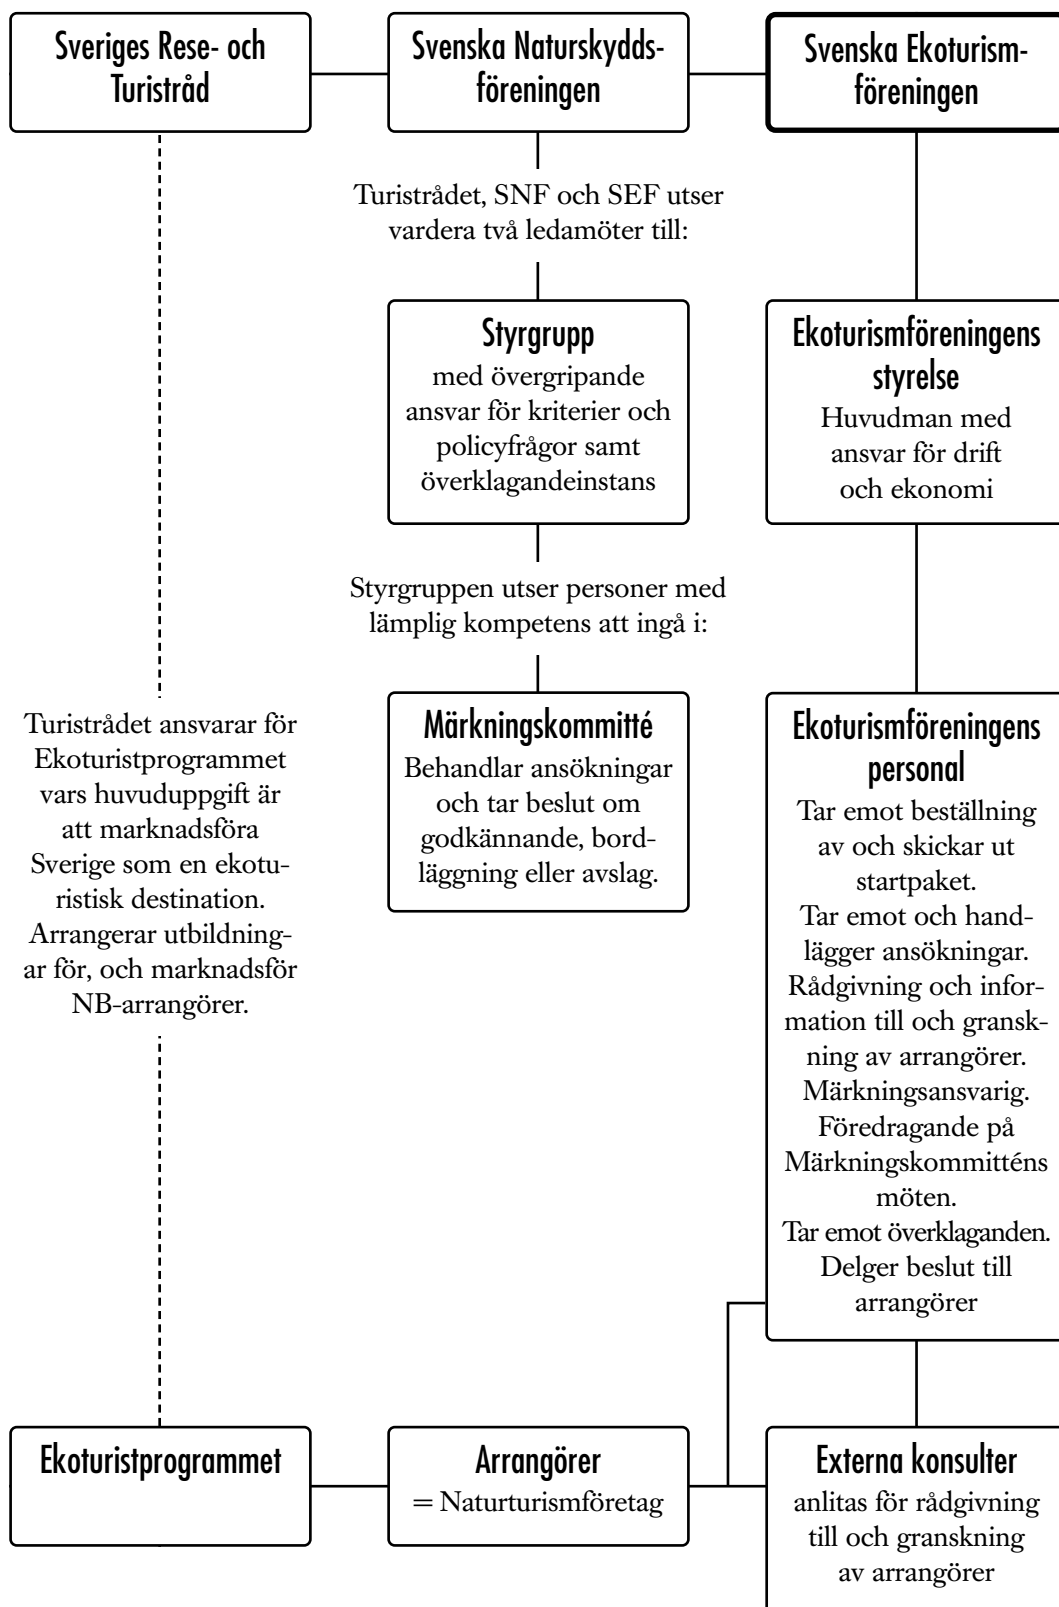 Sveriges Rese- och
Turistråd
Svenska Naturskydds-
föreningen
Svenska Ekoturism-
föreningen
Turistrådet, SNF och SEF utser
vardera två ledamöter till:
Styrgrupp
med övergripande
ansvar för kriterier och
policyfrågor samt
överklagandeinstans
Ekoturismföreningens
styrelse
Huvudman med
ansvar för drift
och ekonomi
Styrgruppen utser personer med
lämplig kompetens att ingå i:
Turistrådet ansvarar för
Ekoturistprogrammet
vars huvuduppgift är
att marknadsföra
Sverige som en ekotu-
ristisk destination.
Arrangerar utbildning-
ar för, och marknadsför
NB-arrangörer.
Märkningskommitté
Behandlar ansökningar
och tar beslut om
godkännande, bord-
läggning eller avslag.
Ekoturismföreningens
personal
Tar emot beställning
av och skickar ut
startpaket.
Tar emot och hand-
lägger ansökningar.
Rådgivning och infor-
mation till och gransk-
ning av arrangörer.
Märkningsansvarig.
Föredragande på
Märkningskommitténs
möten.
Tar emot överklaganden.
Delger beslut till
arrangörer
Ekoturistprogrammet
Arrangörer
= Naturturismföretag
Externa konsulter
anlitas för rådgivning
till och granskning
av arrangörer